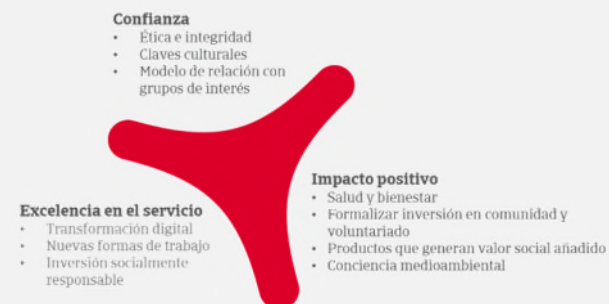 Confianza
• Ética e integridad
• Claves culturales
• Modelo de relación con
grupos de interés
Impacto positivo
• Salud y bienestar
• Formalizar inversión en comunidad y
voluntariado
• Productos que generan valor social añadido
• Conciencia medioambiental
Excelencia en el servicio
• Transformación digital
• Nuevas formas de trabajo
• Inversión socialmente
responsable